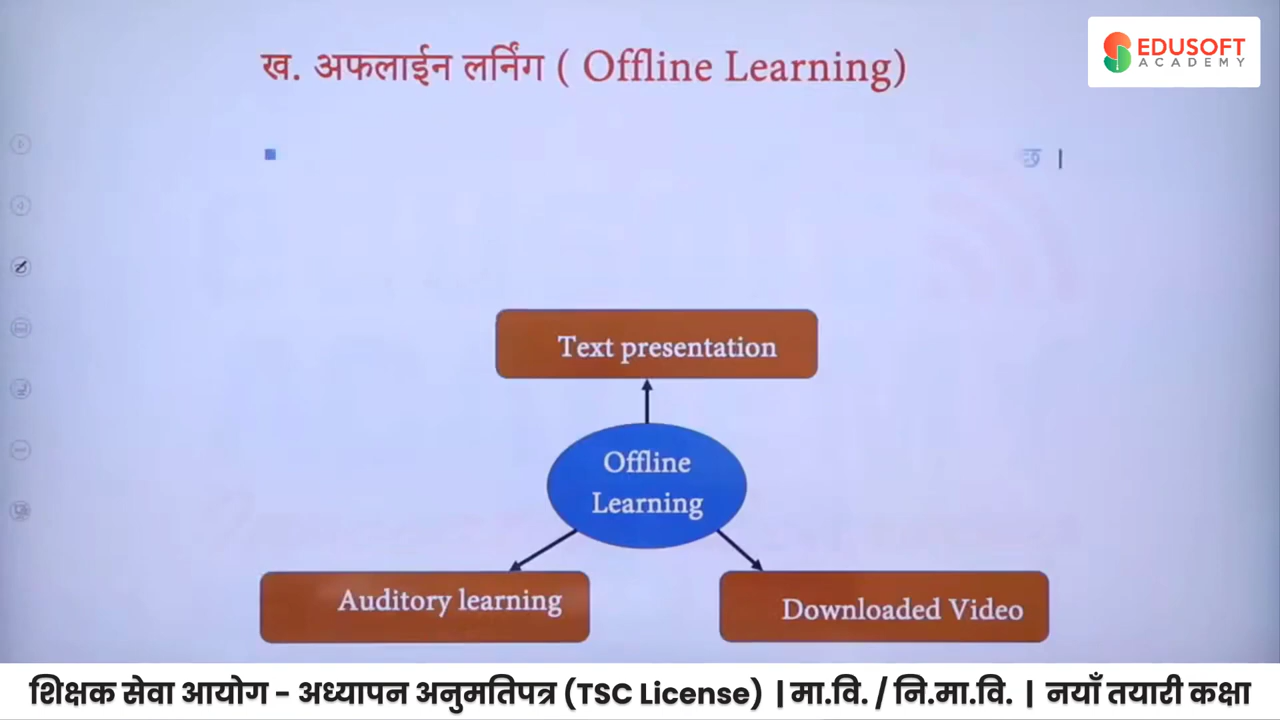 ख. अफलाईन लर्निंग ( Offline Learning)
EDUSOFT
ACADEMY
Text presentation
Offline
Learning
Auditory learning
Downloaded Video
शिक्षक सेवा आयोग - अध्यापन अनुमतिपत्र (TSC License) | मा.वि. / नि.मा.वि. | नयाँ तयारी कक्षा